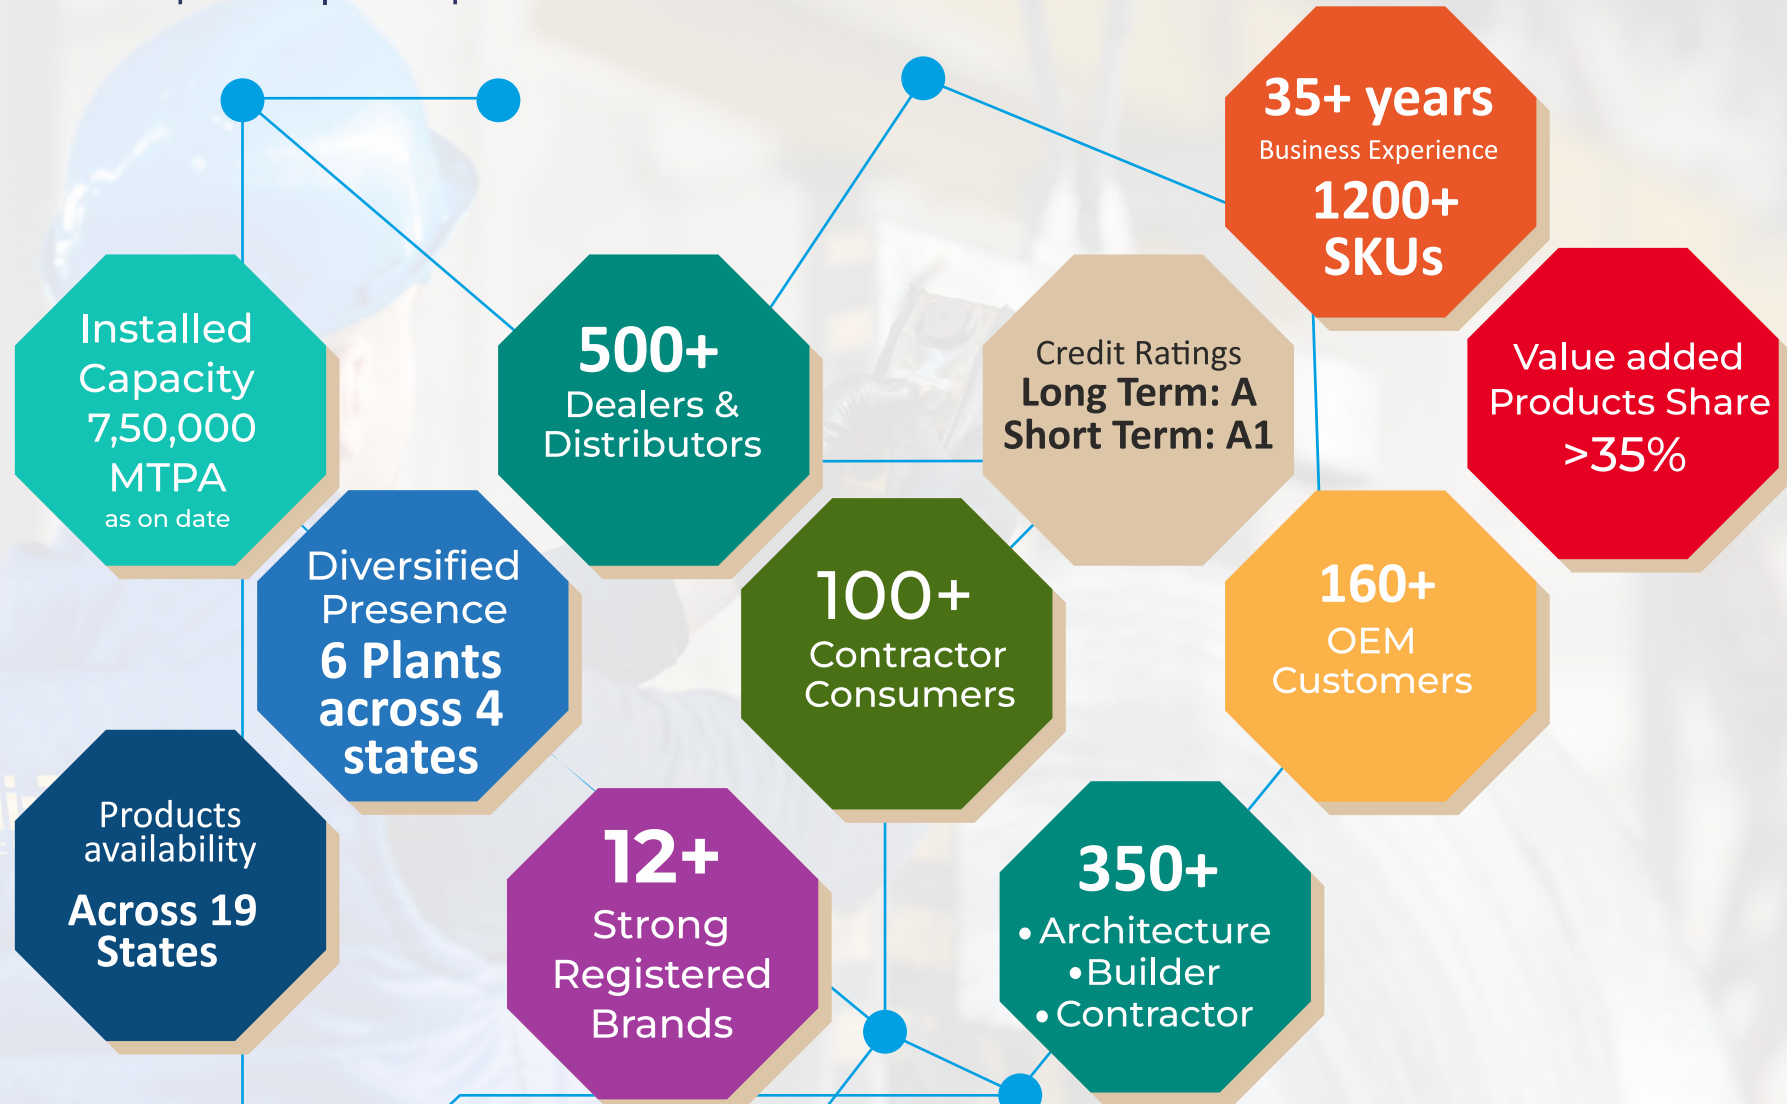 35+ years
Business Experience
1200+
SKUs
Installed
Capacity
7,50,000
MTPA
as on date
500+
Dealers &
Distributors
Credit Ratings
Long Term: A
Short Term: A1
Value added
Products Share
>35%
Diversified
Presence
6 Plants
across 4
states
100+
Contractor
Consumers
160+
OEM
Customers
Products
availability
Across 19
States
12+
Strong
Registered
Brands
350+
• Architecture
• Builder
• Contractor